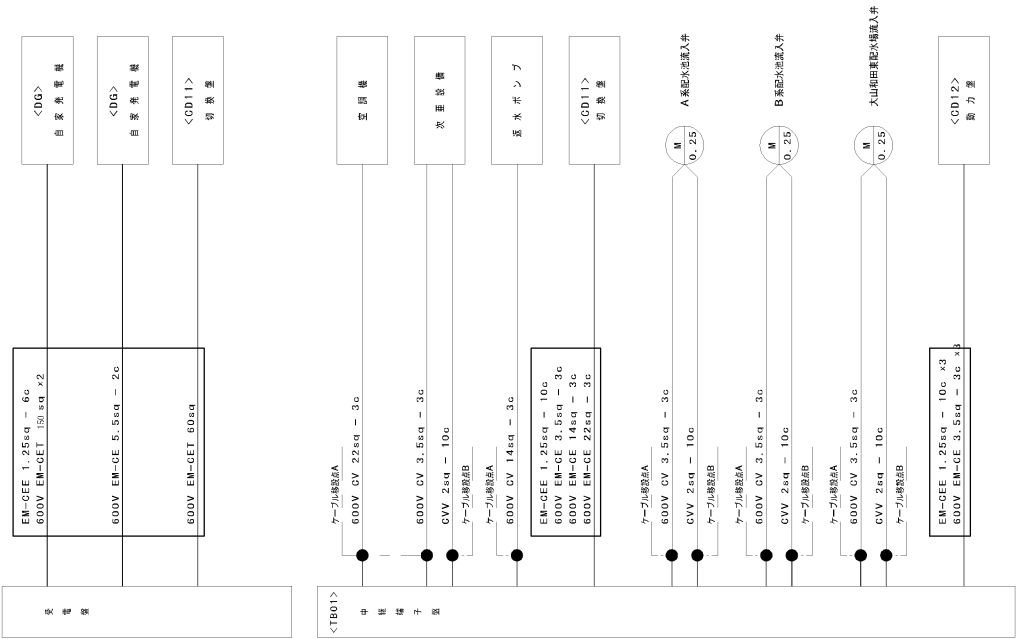 <DG>
自家発電機
<DG>
自家発電機
<CD11>
切換盤
空調機
次亜設備
返水ポンプ
<CD11>
切換盤
A系配水池流入弁
M
0.25
B系配水池流入弁
M
0.25
大山和田東配水場流入弁
M
0.25
<CD12>
動力盤
EM-CEE 1.25sq - 6c
600V EM-CET 150 sq ×2
600V EM-CE 5.5sq - 2c
600V EM-CET 60sq
ケーブル移設点A
600V CV 22sq - 3c
600V CV 3.5sq - 3c
CVV 2sq - 10c
ケーブル移設点B
ケーブル移設点A
600V CV 14sq - 3c
EM-CEE 1.25sq - 10c
600V EM-CE 3.5sq - 3c
600V EM-CE 14sq - 3c
600V EM-CE 22sq - 3c
ケーブル移設点A
600V CV 3.5sq - 3c
CVV 2sq - 10c
ケーブル移設点B
ケーブル移設点A
600V CV 3.5sq - 3c
CVV 2sq - 10c
ケーブル移設点B
ケーブル移設点A
600V CV 3.5sq - 3c
CVV 2sq - 10c
ケーブル移設点B
EM-CEE 1.25sq - 10c ×3
600V EM-CE 3.5sq - 3c ×3
受電盤
<TB01>
中継端子盤